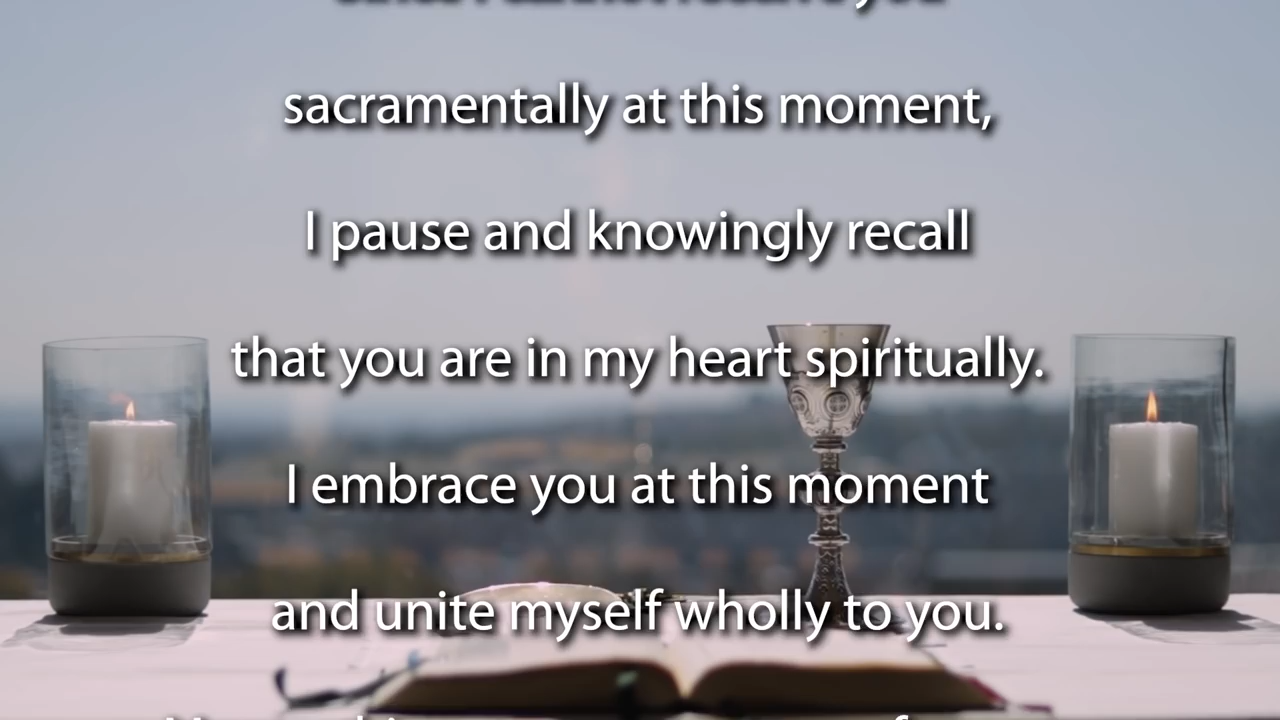 sacramentally at this moment,
I pause and knowingly recall
that you are in my heart spiritually.
I embrace you at this moment
and unite myself wholly to you.